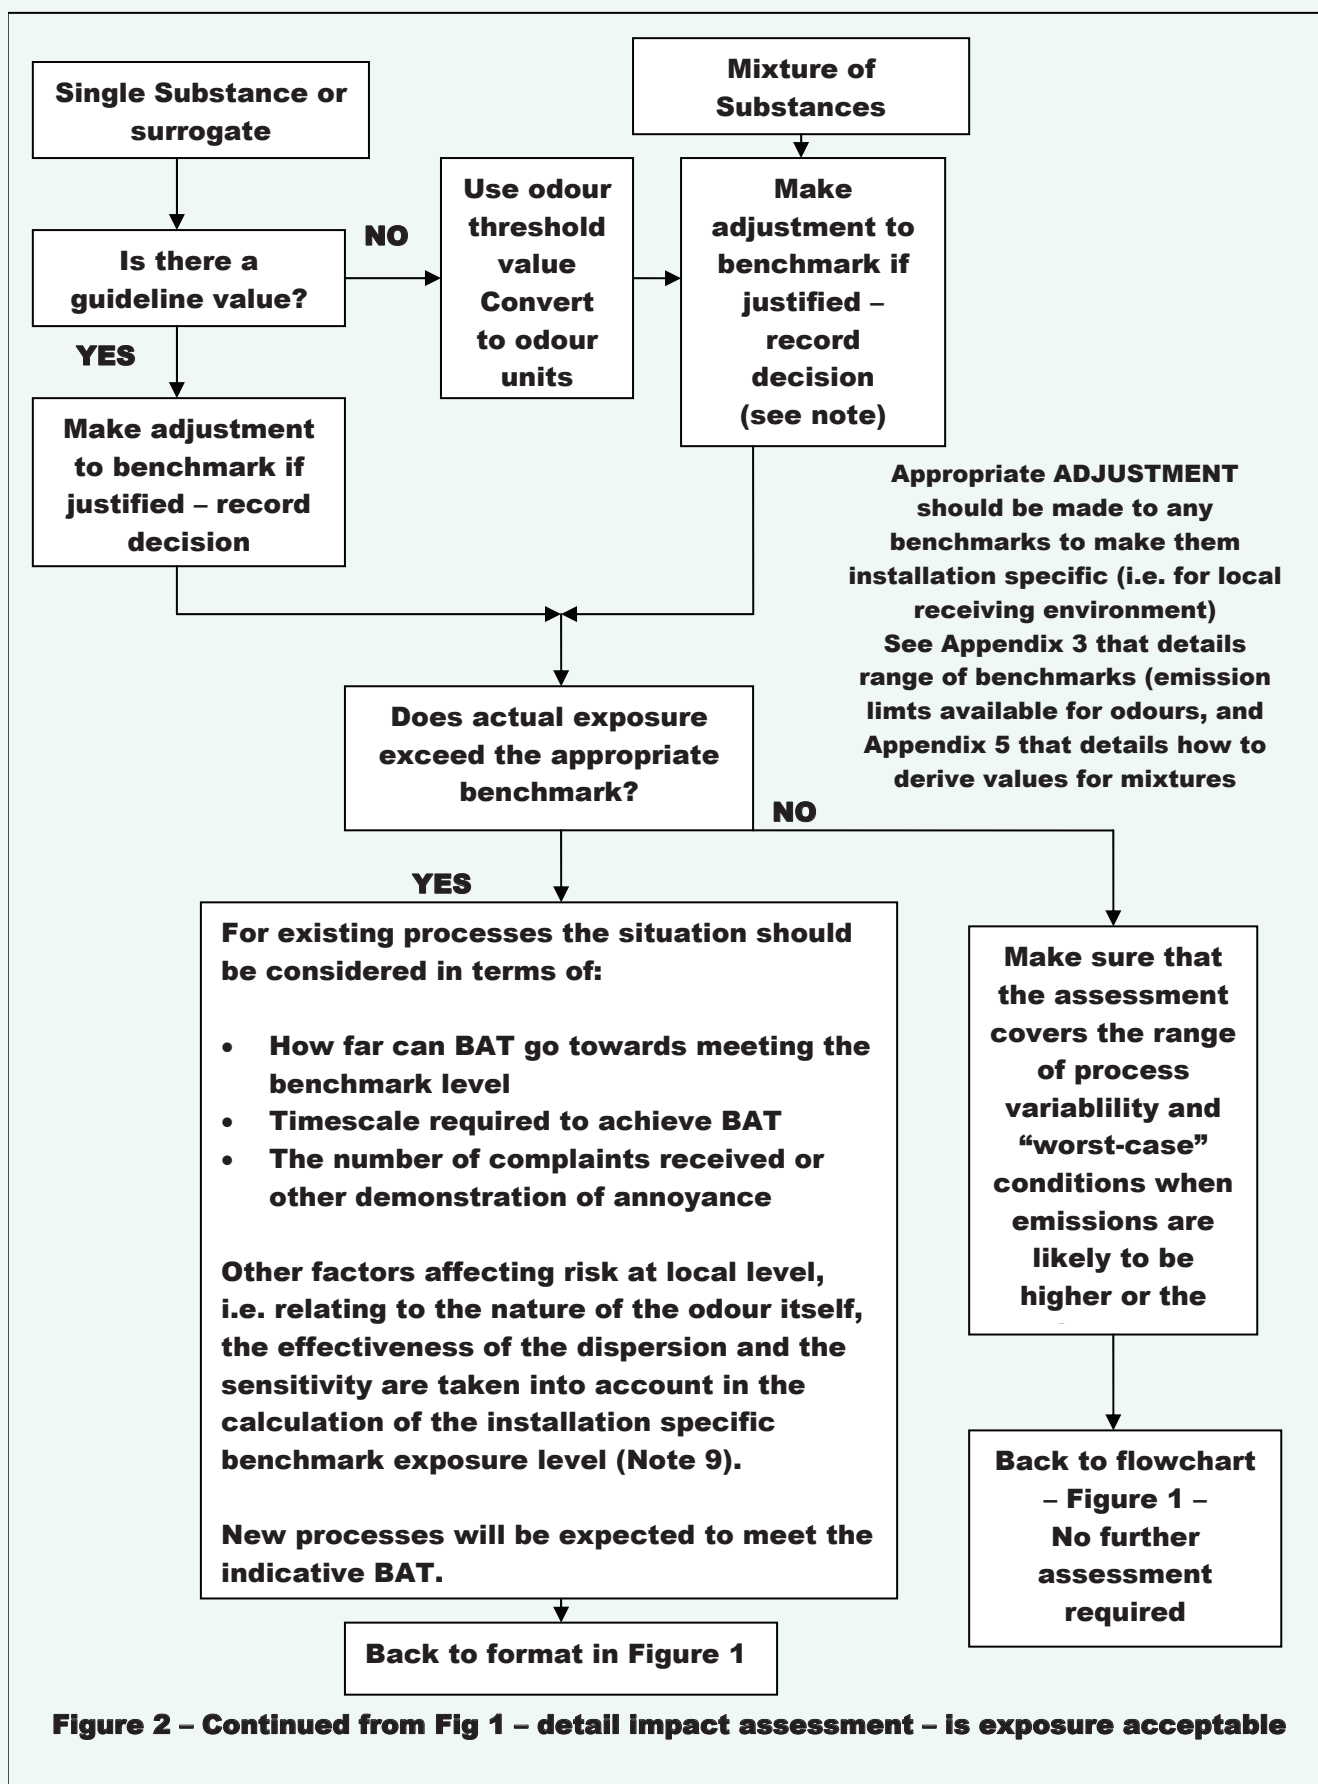 Single Substance or
surrogate
Mixture of
Substances
Is there a
guideline value?
NO
YES
Use odour
threshold
value
Convert
to odour
units
Make
adjustment to
benchmark if
justified –
record
decision
(see note)
Make adjustment
to benchmark if
justified – record
decision
Appropriate ADJUSTMENT
should be made to any
benchmarks to make them
installation specific (i.e. for local
receiving environment)
See Appendix 3 that details
range of benchmarks (emission
limts available for odours, and
Appendix 5 that details how to
derive values for mixtures
Does actual exposure
exceed the appropriate
benchmark?
NO
YES
For existing processes the situation should
be considered in terms of:
• How far can BAT go towards meeting the
benchmark level
• Timescale required to achieve BAT
• The number of complaints received or
other demonstration of annoyance
Other factors affecting risk at local level,
i.e. relating to the nature of the odour itself,
the effectiveness of the dispersion and the
sensitivity are taken into account in the
calculation of the installation specific
benchmark exposure level (Note 9).
New processes will be expected to meet the
indicative BAT.
Make sure that
the assessment
covers the range
of process
variablility and
“worst-case”
conditions when
emissions are
likely to be
higher or the
Back to flowchart
– Figure 1 –
No further
assessment
required
Back to format in Figure 1
Figure 2 – Continued from Fig 1 – detail impact assessment – is exposure acceptable